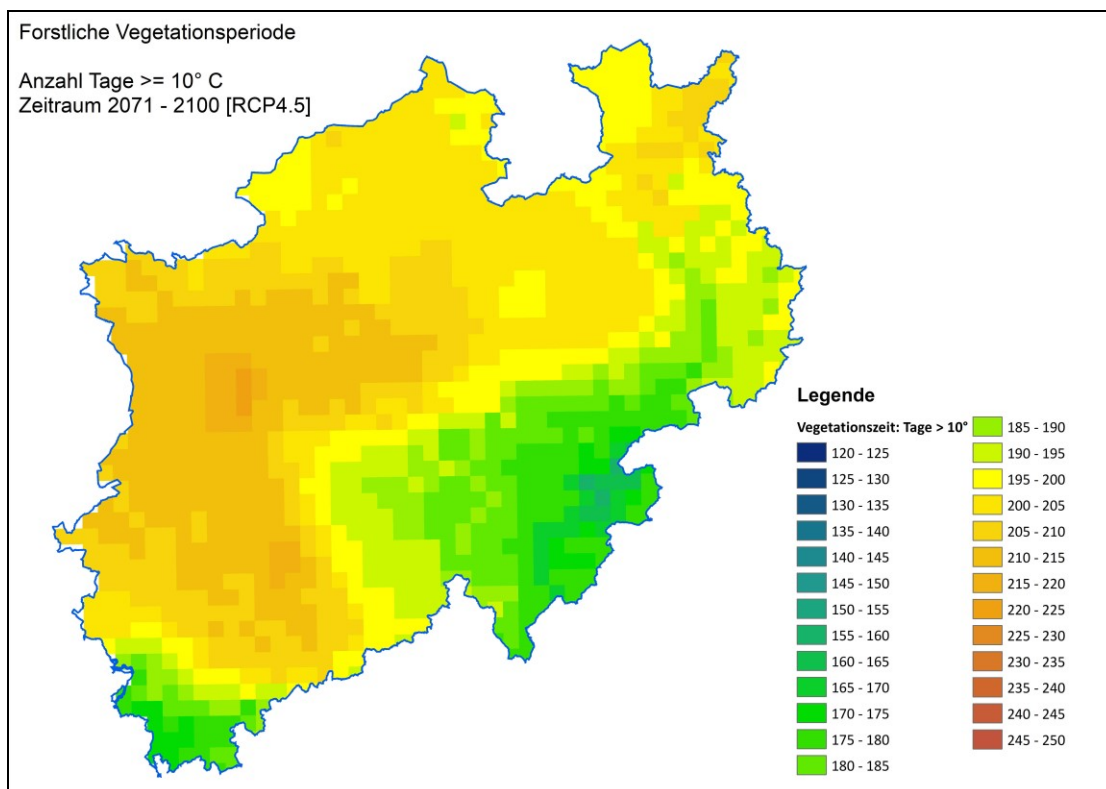 Forstliche Vegetationsperiode
Anzahl Tage >= 10° C
Zeitraum 2071 - 2100 [RCP4.5]
Legende
Vegetationszeit: Tage > 10°
120 - 125
125 - 130
130 - 135
135 - 140
140 - 145
145 - 150
150 - 155
155 - 160
160 - 165
165 - 170
170 - 175
175 - 180
180 - 185
185 - 190
190 - 195
195 - 200
200 - 205
205 - 210
210 - 215
215 - 220
220 - 225
225 - 230
230 - 235
235 - 240
240 - 245
245 - 250